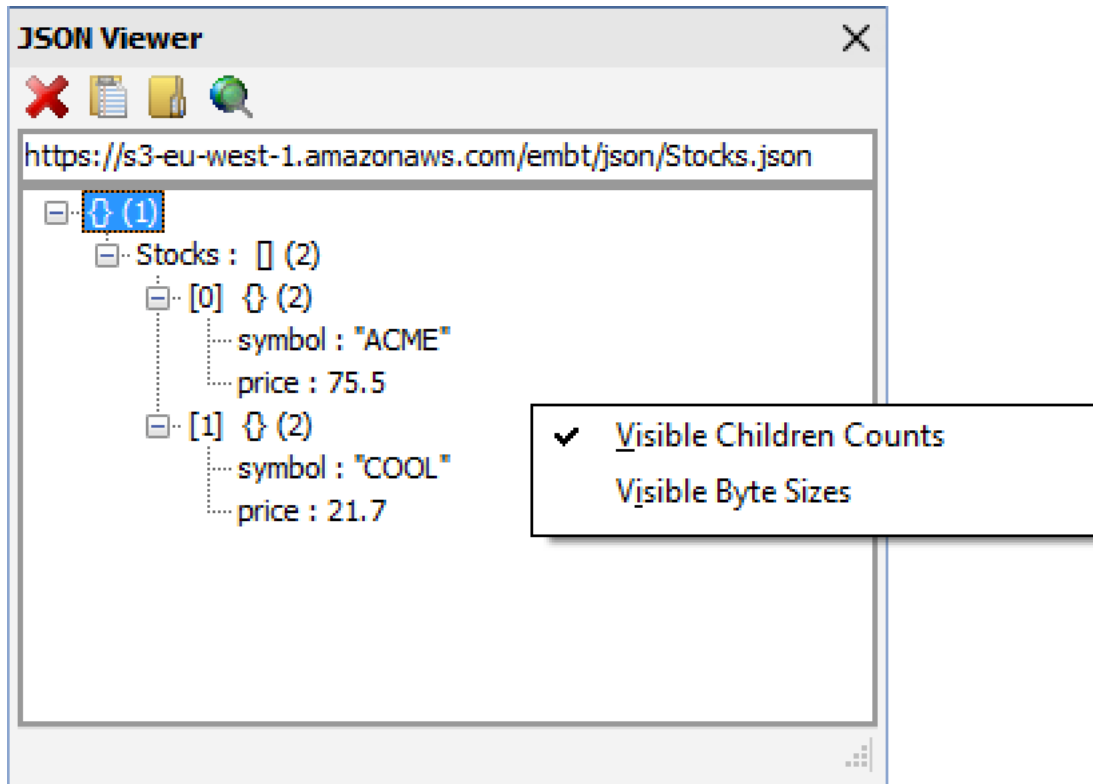 JSON Viewer
https://s3-eu-west-1.amazonaws.com/embt/json/Stocks.json
{} (1)
Stocks : [] (2)
[0] {} (2)
symbol : "ACME"
price : 75.5
[1] {} (2)
symbol : "COOL"
price : 21.7
Visible Children Counts
Visible Byte Sizes